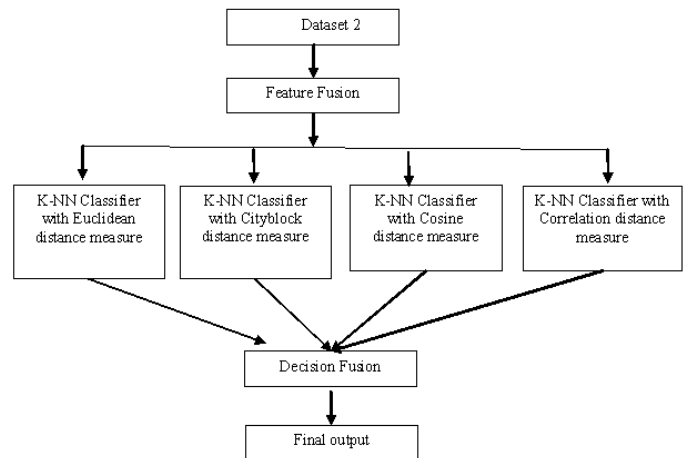 Dataset 2
Feature Fusion
K-NN Classifier
with Euclidean
distance measure
K-NN Classifier
with Cityblock
distance measure
K-NN Classifier
with Cosine
distance measure
K-NN Classifier with
Correlation distance
measure
Decision Fusion
Final output